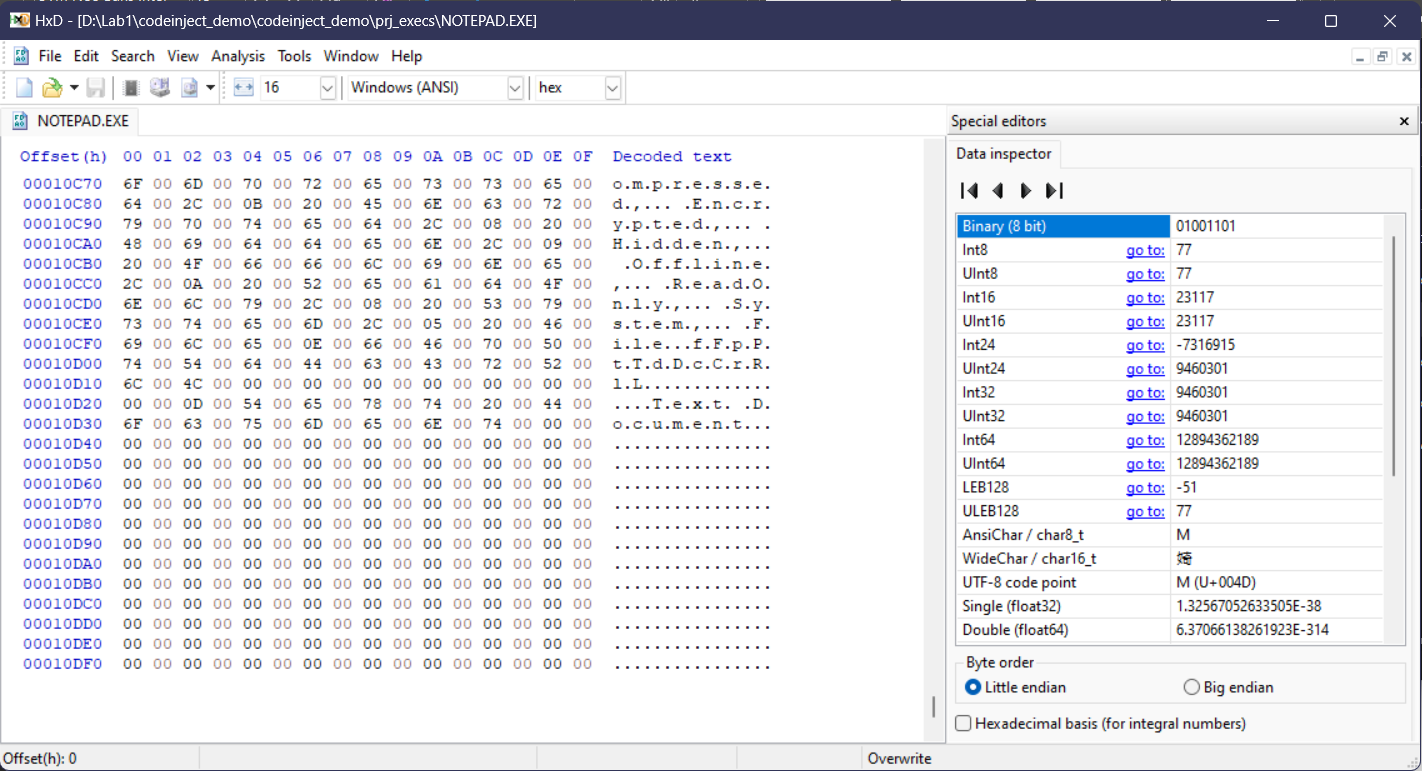 HxD - [D:\Lab1\codeinject_demo\codeinject_demo\prj_execs\NOTEPAD.EXE]
File Edit Search View Analysis Tools Window Help
16 Windows (ANSI) hex
NOTEPAD.EXE
Offset(h) 00 01 02 03 04 05 06 07 08 09 0A 0B 0C 0D 0E 0F Decoded text
00010C70 6F 00 6D 00 70 00 72 00 65 00 73 00 73 00 65 00 o.m.p.r.e.s.s.e.
00010C80 64 00 2C 00 0B 00 20 00 45 00 6E 00 63 00 72 00 d.,... .E.n.c.r.
00010C90 79 00 70 00 74 00 65 00 64 00 2C 00 08 00 20 00 y.p.t.e.d.,... .
00010CA0 48 00 69 00 64 00 64 00 65 00 6E 00 2C 00 09 00 H.i.d.d.e.n.,...
00010CB0 20 00 4F 00 66 00 66 00 6C 00 69 00 6E 00 65 00 .O.f.f.l.i.n.e.
00010CC0 2C 00 0A 00 20 00 52 00 65 00 61 00 64 00 4F 00 ,... .R.e.a.d.O.
00010CD0 6E 00 6C 00 79 00 2C 00 08 00 20 00 53 00 79 00 n.l.y.,... .S.y.
00010CE0 73 00 74 00 65 00 6D 00 2C 00 05 00 20 00 46 00 s.t.e.m.,... .F.
00010CF0 69 00 6C 00 65 00 0E 00 66 00 46 00 70 00 50 00 i.l.e...f.F.p.P.
00010D00 74 00 54 00 64 00 44 00 63 00 43 00 72 00 52 00 t.T.d.D.c.C.r.R.
00010D10 6C 00 4C 00 00 00 00 00 00 00 00 00 00 00 00 00 l.L.............
00010D20 00 00 0D 00 54 00 65 00 78 00 74 00 20 00 44 00 ....T.e.x.t. .D.
00010D30 6F 00 63 00 75 00 6D 00 65 00 6E 00 74 00 00 00 o.c.u.m.e.n.t...
00010D40 00 00 00 00 00 00 00 00 00 00 00 00 00 00 00 00 ................
00010D50 00 00 00 00 00 00 00 00 00 00 00 00 00 00 00 00 ................
00010D60 00 00 00 00 00 00 00 00 00 00 00 00 00 00 00 00 ................
00010D70 00 00 00 00 00 00 00 00 00 00 00 00 00 00 00 00 ................
00010D80 00 00 00 00 00 00 00 00 00 00 00 00 00 00 00 00 ................
00010D90 00 00 00 00 00 00 00 00 00 00 00 00 00 00 00 00 ................
00010DA0 00 00 00 00 00 00 00 00 00 00 00 00 00 00 00 00 ................
00010DB0 00 00 00 00 00 00 00 00 00 00 00 00 00 00 00 00 ................
00010DC0 00 00 00 00 00 00 00 00 00 00 00 00 00 00 00 00 ................
00010DD0 00 00 00 00 00 00 00 00 00 00 00 00 00 00 00 00 ................
00010DE0 00 00 00 00 00 00 00 00 00 00 00 00 00 00 00 00 ................
00010DF0 00 00 00 00 00 00 00 00 00 00 00 00 00 00 00 00 ................
Special editors
Data inspector
Binary (8 bit) 01001101
Int8 go to: 77
UInt8 go to: 77
Int16 go to: 23117
UInt16 go to: 23117
Int24 go to: -7316915
UInt24 go to: 9460301
Int32 go to: 9460301
UInt32 go to: 9460301
Int64 go to: 12894362189
UInt64 go to: 12894362189
LEB128 go to: -51
ULEB128 go to: 77
AnsiChar / char8_t M
WideChar / char16_t 婍
UTF-8 code point M (U+004D)
Single (float32) 1.32567052633505E-38
Double (float64) 6.37066138261923E-314
Byte order
Little endian Big endian
Hexadecimal basis (for integral numbers)
Offset(h): 0 Overwrite